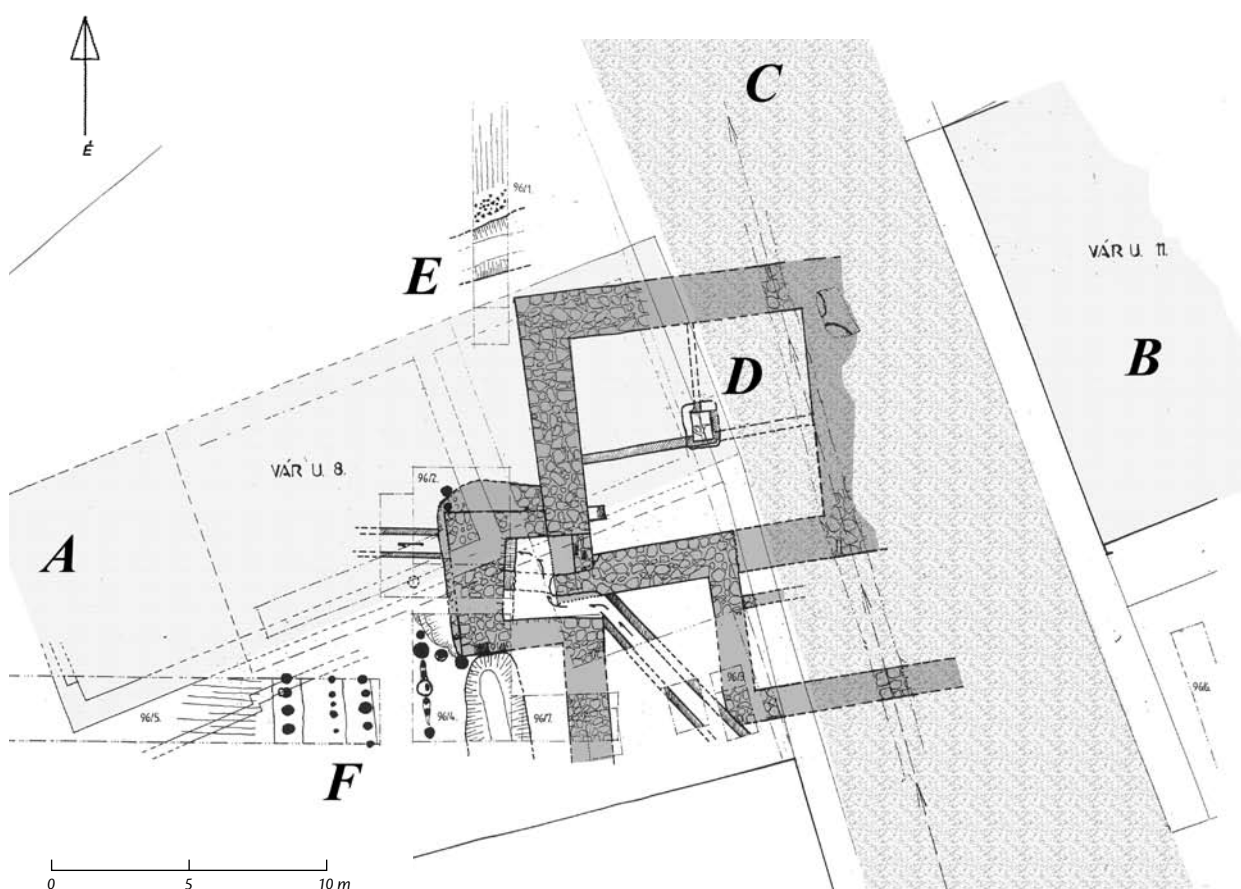 C
É
96/1.
VÁR U. 11.
E
B
D
VÁR U. 8.
96/2.
A
96/3.
96/6.
96/5.
96/4.
96/7.
F
0 5 10 m